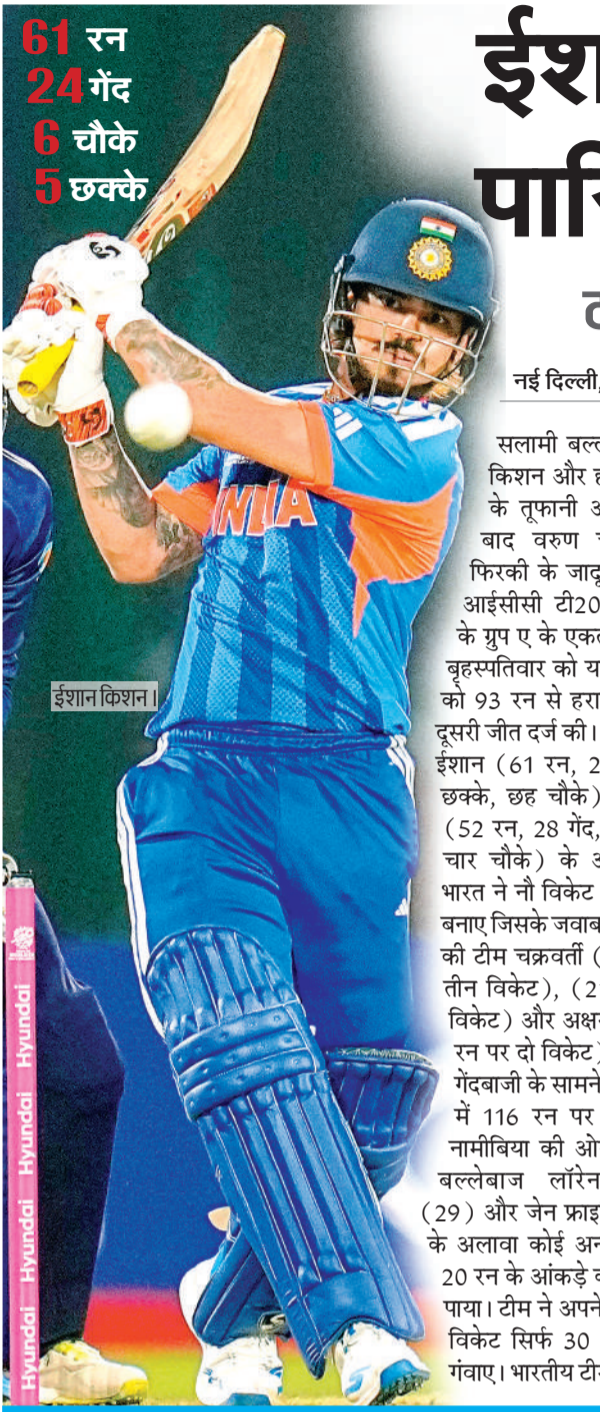 61 रन
24 गेंद
6 चौके
5 छक्के
INDIA
ईशान किशन।
Hyundai
Hyundai
Hyundai
Hyundai
नई दिल्ली,
सलामी बल्ल
किशन और ह
के तूफानी अ
बाद वरुण
फिरकी के जादू
आईसीसी टी20
के ग्रुप ए के एकत
बृहस्पतिवार को य
को 93 रन से हरा
दूसरी जीत दर्ज की।
ईशान (61 रन, 2
छक्के, छह चौके)
(52 रन, 28 गेंद,
चार चौके) के अ
भारत ने नौ विकेट
बनाए जिसके जवाब
की टीम चक्रवर्ती (
तीन विकेट), (2
विकेट) और अक्ष
रन पर दो विकेट)
गेंदबाजी के सामने
में 116 रन पर
नामीबिया की ओ
बल्लेबाज लॉरेन
(29) और जेन फ्राइ
के अलावा कोई अन
20 रन के आंकड़े क
पाया। टीम ने अपने
विकेट सिर्फ 30
गंवाए। भारतीय टी